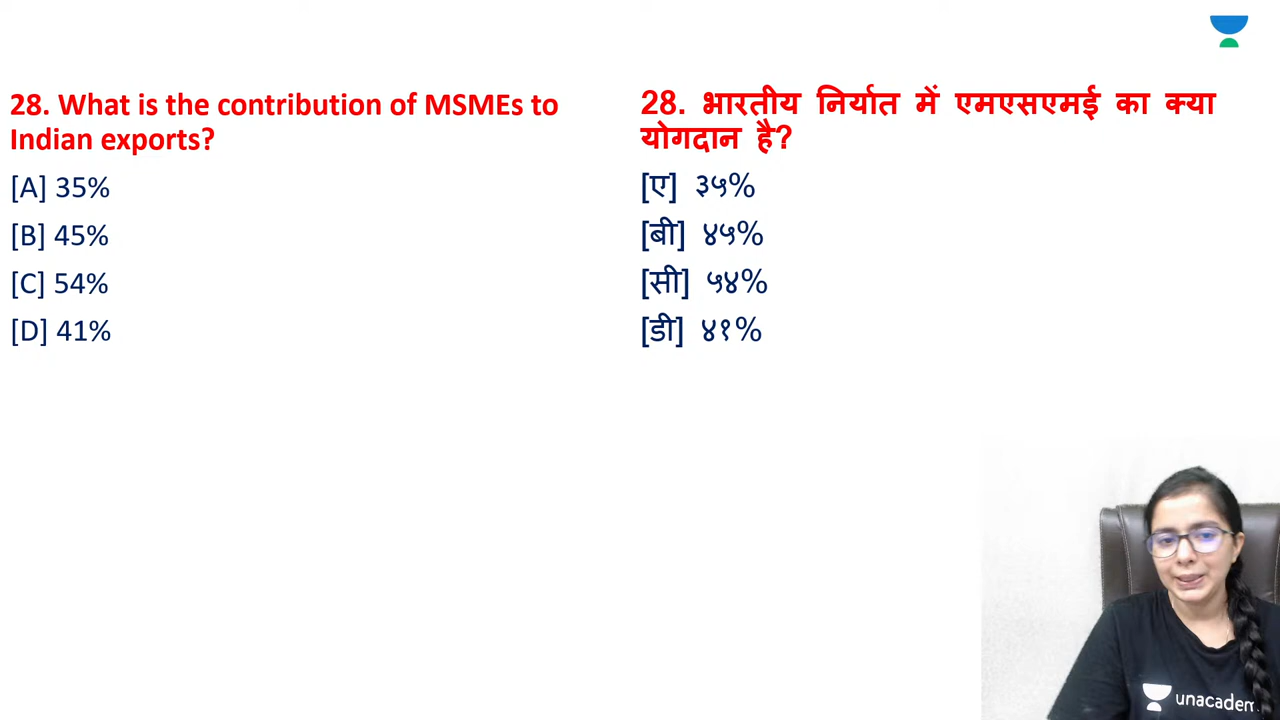 28. What is the contribution of MSMEs to
Indian exports?
[A] 35%
[B] 45%
[C] 54%
[D] 41%
28. भारतीय निर्यात में एमएसएमई का क्या
योगदान है?
[ए] ३५%
[बी] ४५%
[सी] ५४%
[डी] ४१%
unacadem